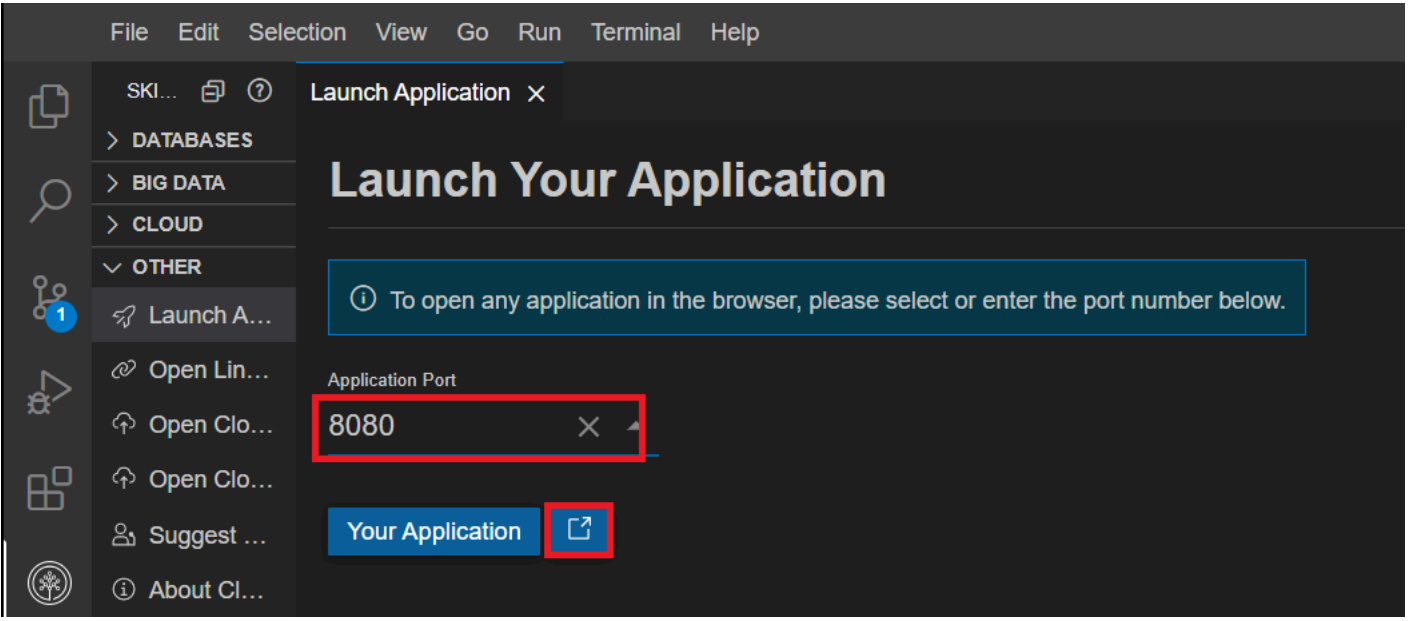 File Edit Selection View Go Run Terminal Help
SKI...
Launch Application
DATABASES
BIG DATA
CLOUD
OTHER
Launch A...
Open Lin...
Open Clo...
Open Clo...
Suggest ...
About Cl...
1
Launch Your Application
To open any application in the browser, please select or enter the port number below.
Application Port
8080
Your Application